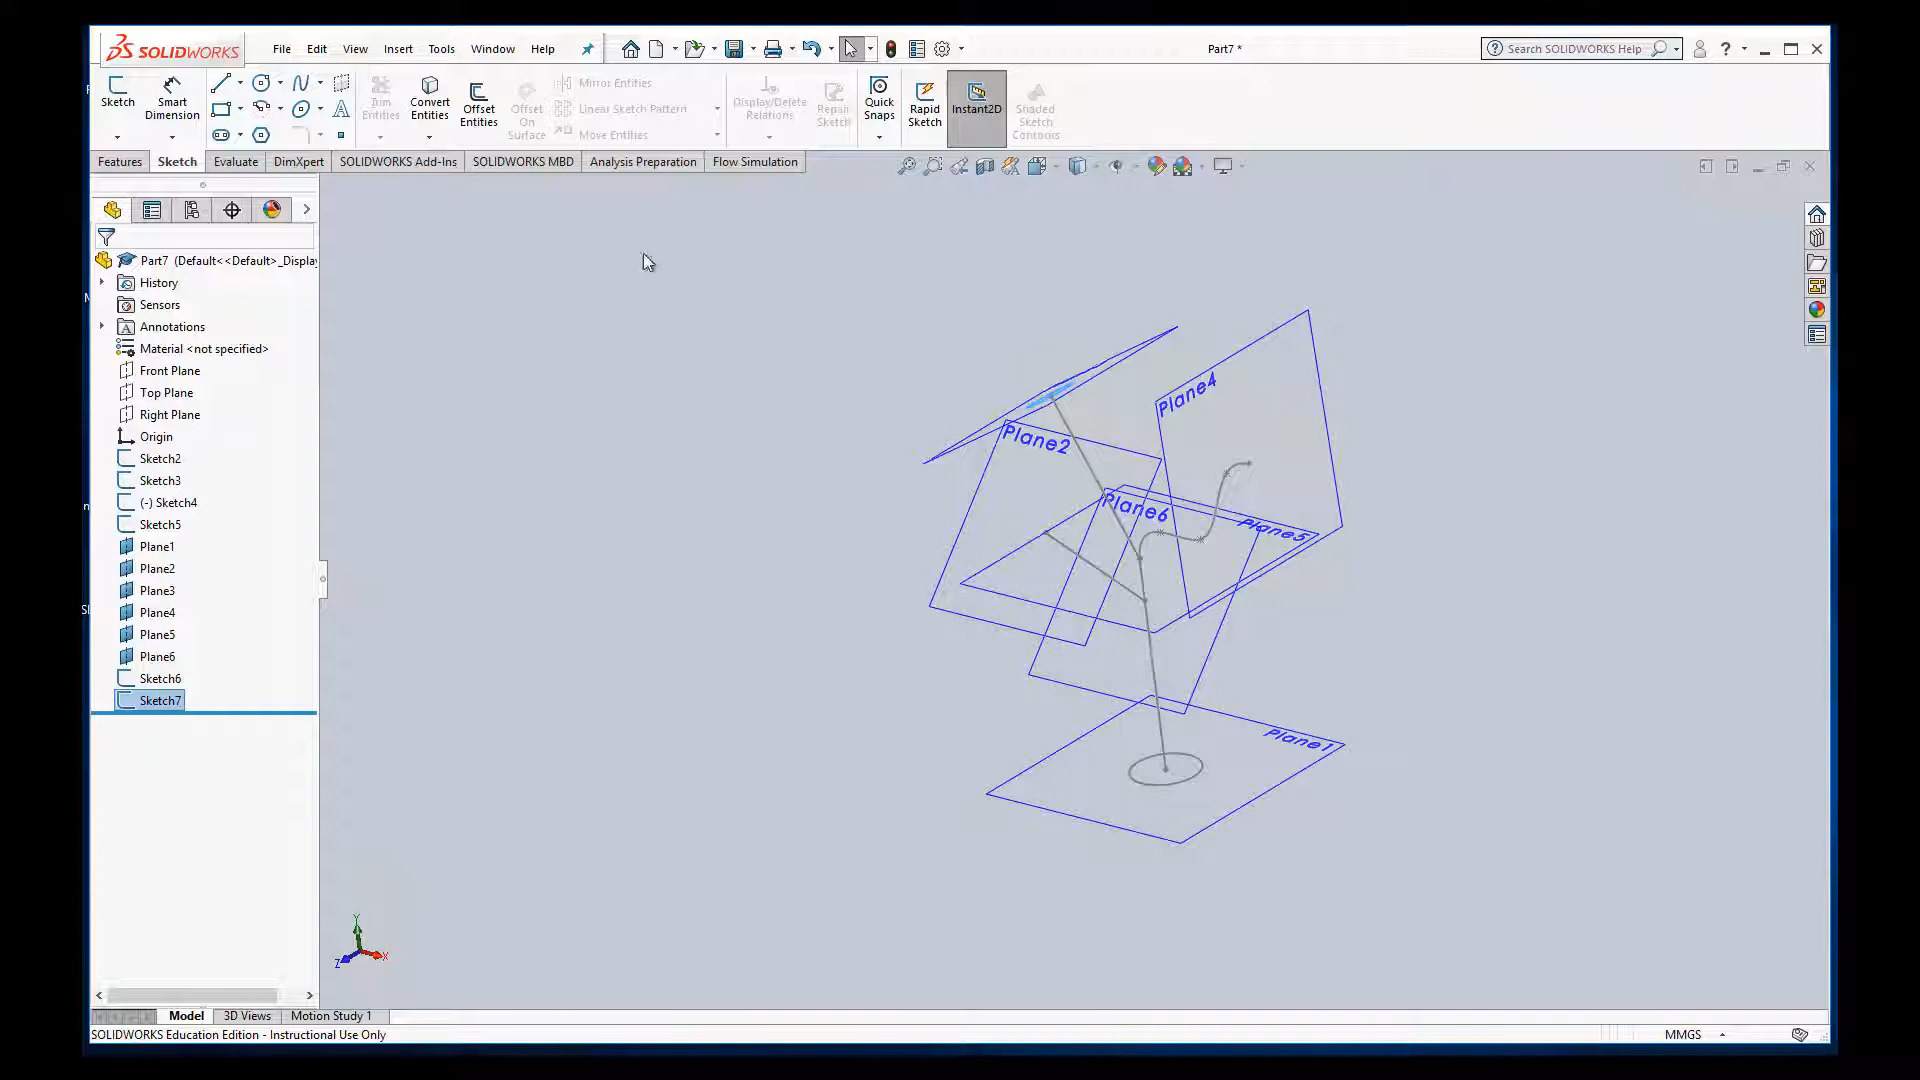 SOLIDWORKS File Edit View Insert Tools Window Help Part7 * Search SOLIDWORKS Help ?
Sketch Smart Dimension Trim Entities Convert Entities Offset Entities Offset On Surface Mirror Entities Linear Sketch Pattern Move Entities Display/Delete Relations Repair Sketch Quick Snaps Rapid Sketch Instant2D Shaded Sketch Contours
Features Sketch Evaluate DimXpert SOLIDWORKS Add-Ins SOLIDWORKS MBD Analysis Preparation Flow Simulation
Part7 (Default<<Default>_Displa
History
Sensors
Annotations
Material <not specified>
Front Plane
Top Plane
Right Plane
Origin
Sketch2
Sketch3
(-) Sketch4
Sketch5
Plane1
Plane2
Plane3
Plane4
Plane5
Plane6
Sketch6
Sketch7
Plane4
Plane2
Plane6
Plane5
Plane1
Y
X
Z
Model 3D Views Motion Study 1
SOLIDWORKS Education Edition - Instructional Use Only MMGS